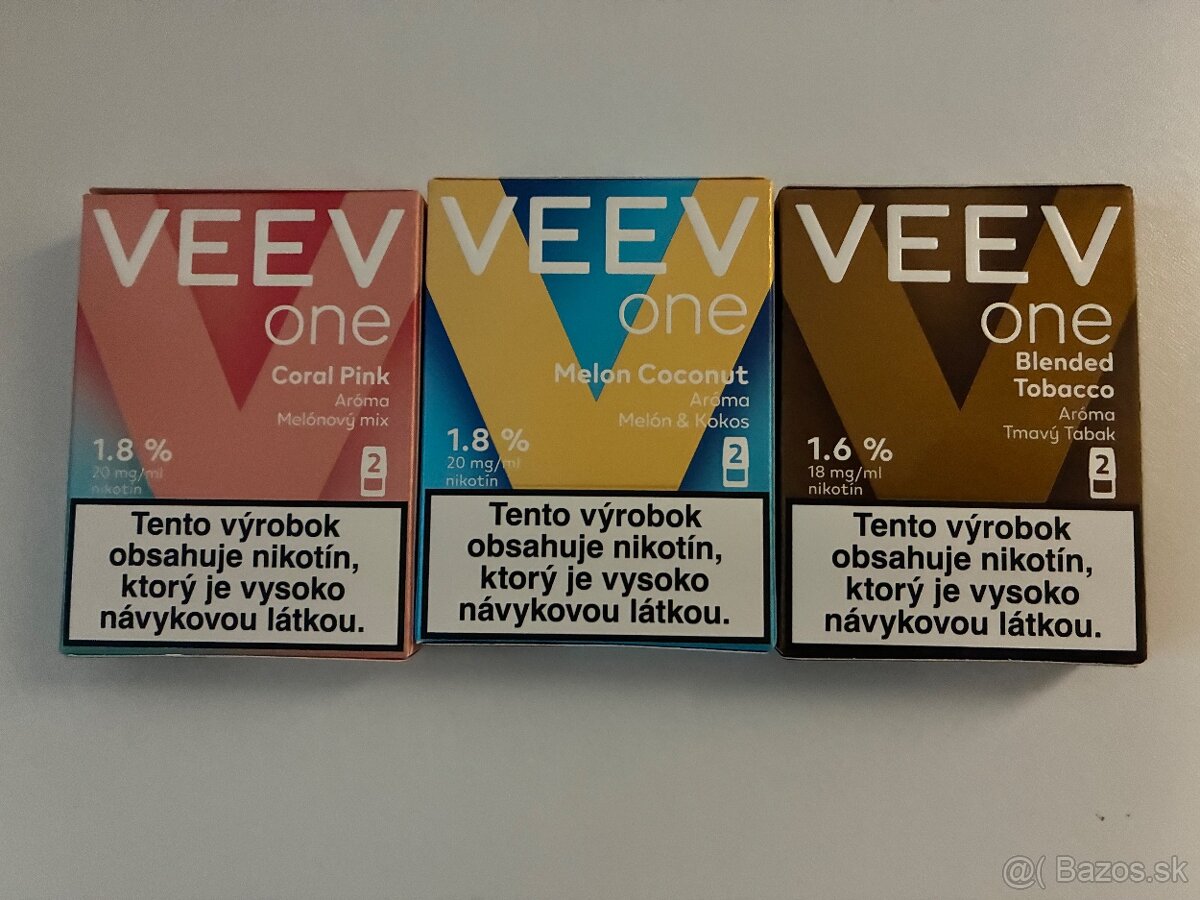 VEEV
one
Coral Pink
Aróma
Melónový mix
1.8 %
20 mg/ml
nikotín
2
Tento výrobok
obsahuje nikotín,
ktorý je vysoko
návykovou látkou.
VEEV
one
Melon Coconut
Aróma
Melón & Kokos
1.8 %
20 mg/ml
nikotín
2
Tento výrobok
obsahuje nikotín,
ktorý je vysoko
návykovou látkou.
VEEV
one
Blended
Tobacco
Aróma
Tmavý Tabak
1.6 %
18 mg/ml
nikotín
2
Tento výrobok
obsahuje nikotín,
ktorý je vysoko
návykovou látkou.
@( Bazos.sk